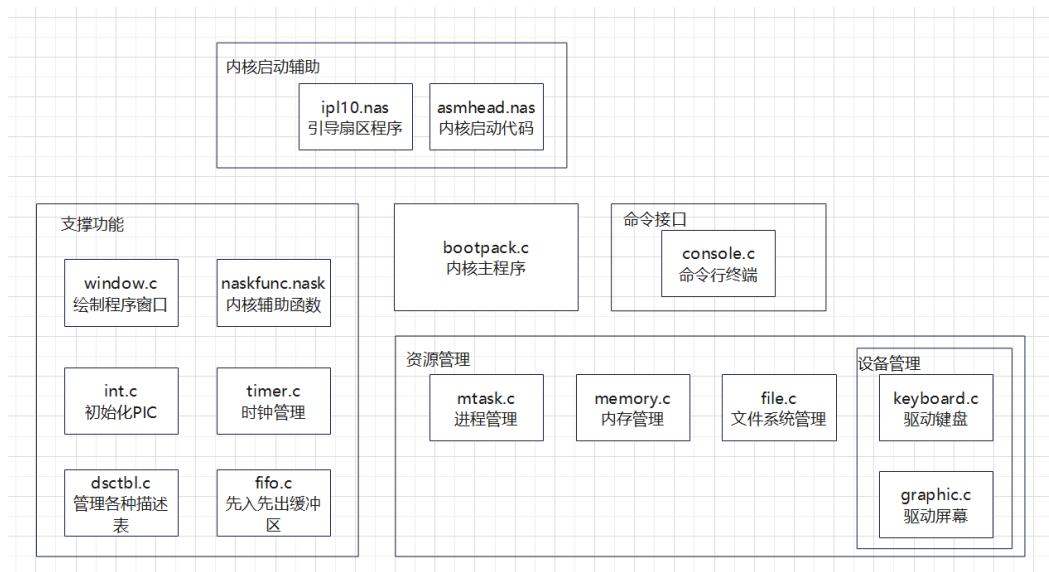 内核启动辅助
ipl10.nas
引导扇区程序
asmhead.nas
内核启动代码
支撑功能
window.c
绘制程序窗口
naskfunc.nask
内核辅助函数
int.c
初始化PIC
timer.c
时钟管理
dsctbl.c
管理各种描述
表
fifo.c
先入先出缓冲
区
bootpack.c
内核主程序
命令接口
console.c
命令行终端
资源管理
mtask.c
进程管理
memory.c
内存管理
file.c
文件系统管理
设备管理
keyboard.c
驱动键盘
graphic.c
驱动屏幕